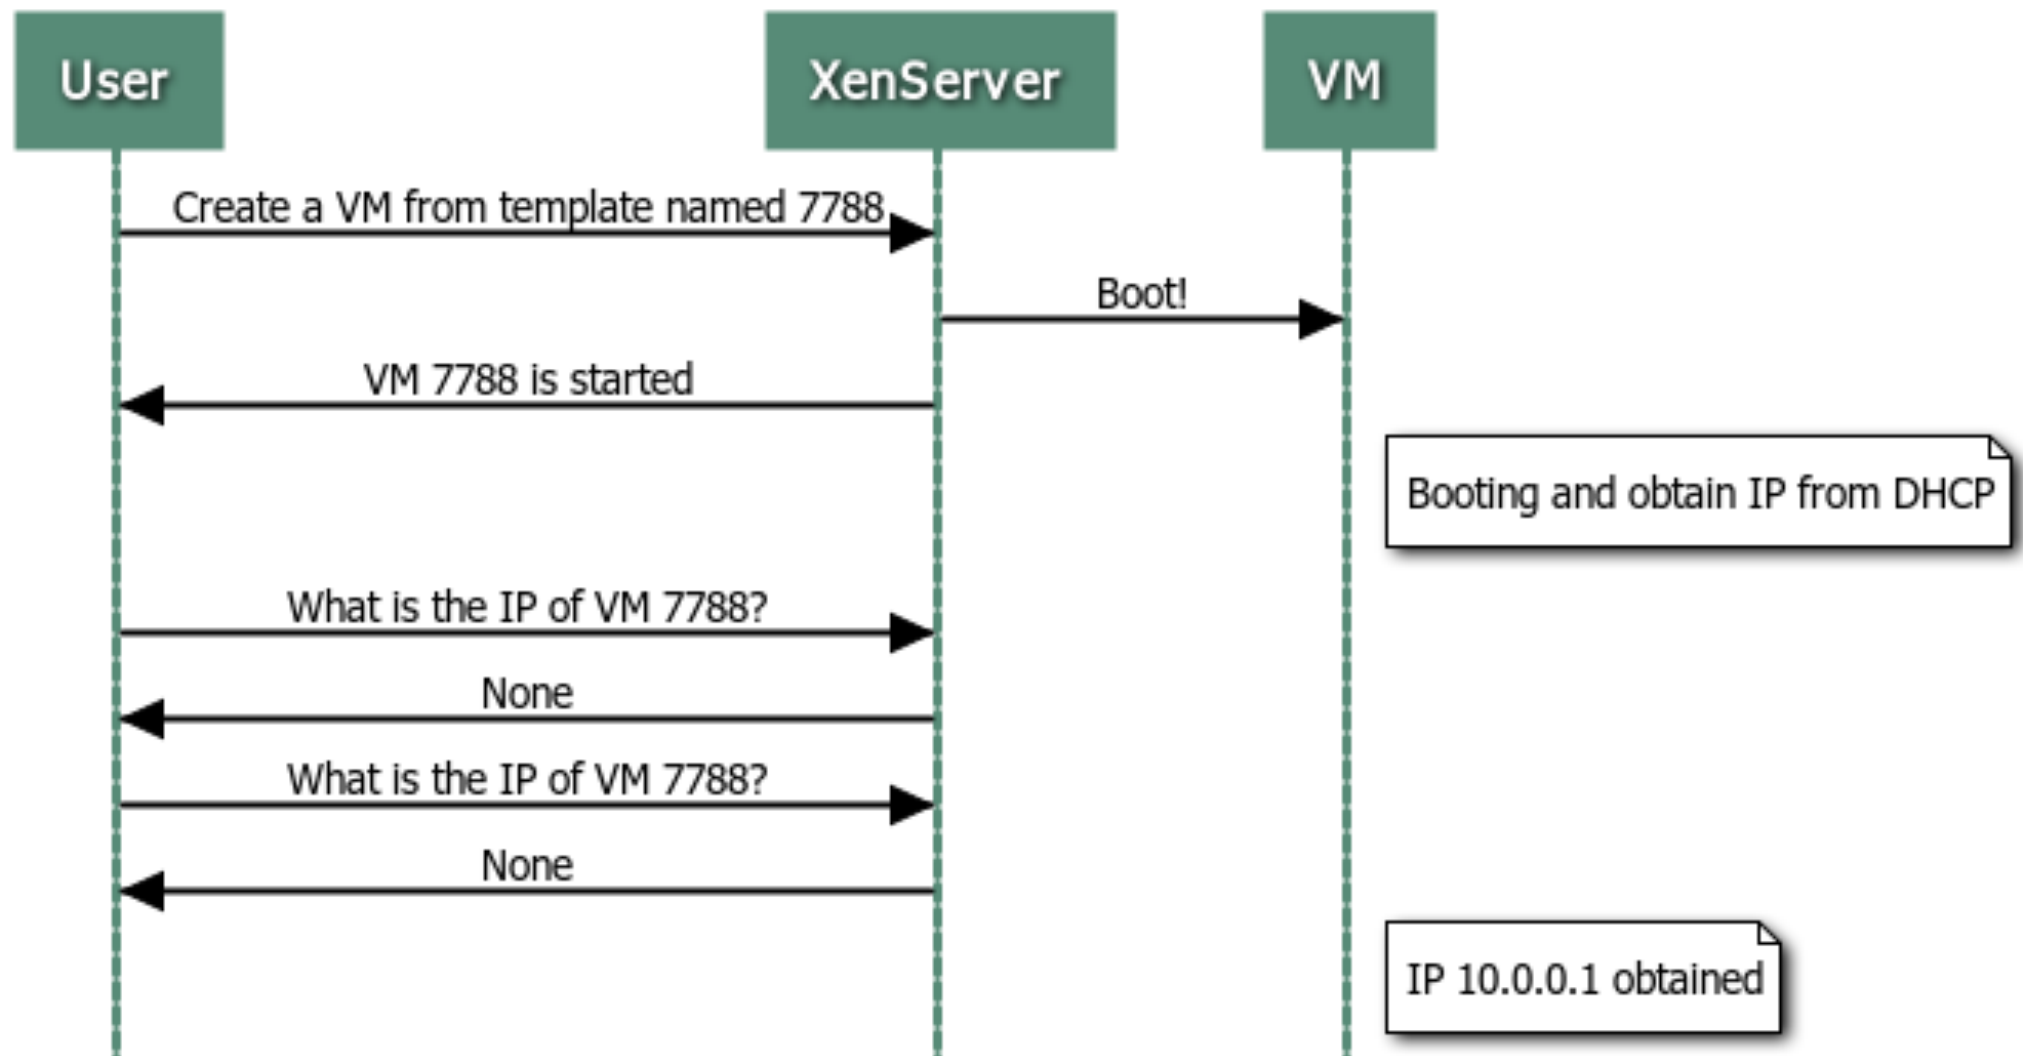 User
XenServer
VM
Create a VM from template named 7788
Boot!
VM 7788 is started
Booting and obtain IP from DHCP
What is the IP of VM 7788?
None
What is the IP of VM 7788?
None
IP 10.0.0.1 obtained